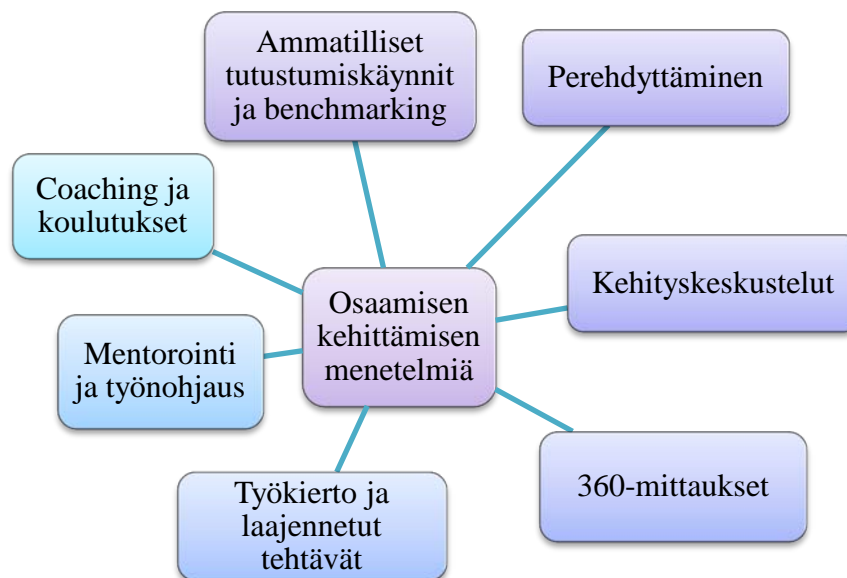 Ammatilliset
tutustumiskäynnit
ja benchmarking
Perehdyttäminen
Coaching ja
koulutukset
Kehityskeskustelut
Osaamisen
kehittämisen
menetelmiä
Mentorointi
ja työnohjaus
360-mittaukset
Työkierto ja
laajennetut
tehtävät